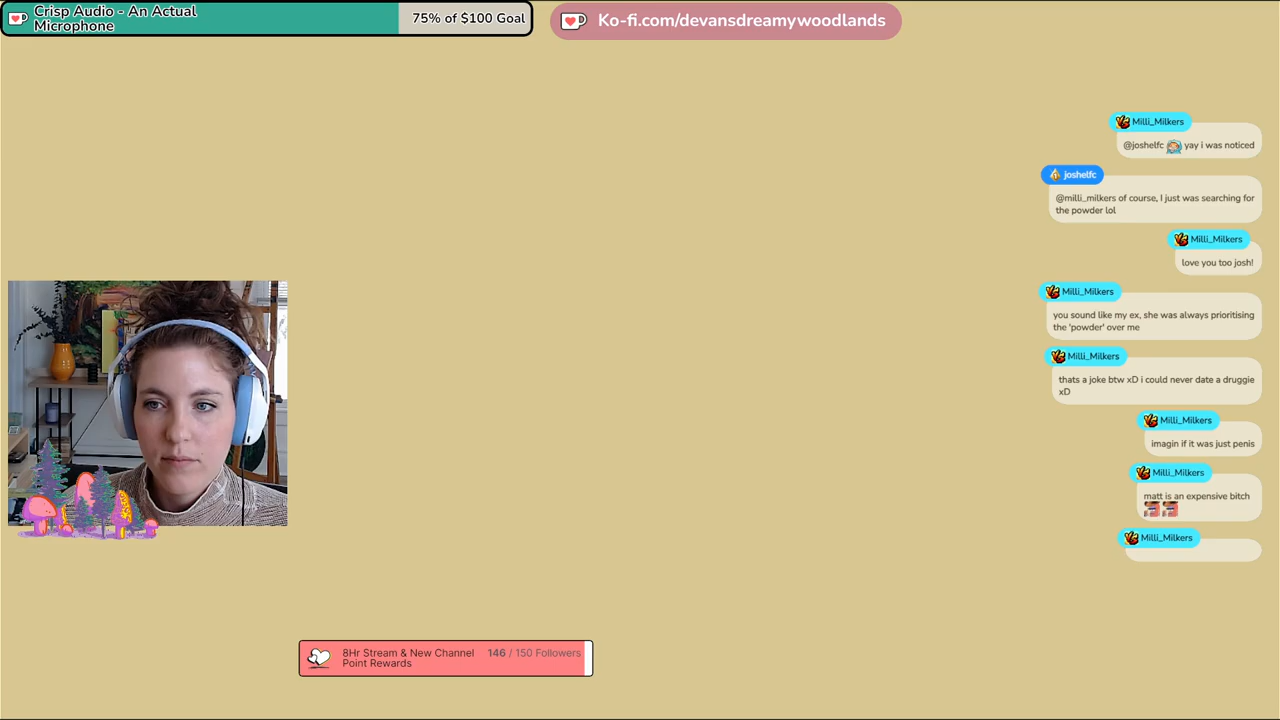 Crisp Audio - An Actual
Microphone
75% of $100 Goal
Ko-fi.com/devansdreamywoodlands
Milli_Milkers
@joshelfc yay i was noticed
joshelfc
@milli_milkers of course, I just was searching for
the powder lol
Milli_Milkers
love you too josh!
Milli_Milkers
you sound like my ex, she was always prioritising
the 'powder' over me
Milli_Milkers
thats a joke btw xD i could never date a druggie
xD
Milli_Milkers
imagin if it was just penis
Milli_Milkers
matt is an expensive bitch
Milli_Milkers
8Hr Stream & New Channel
Point Rewards
146 / 150 Followers